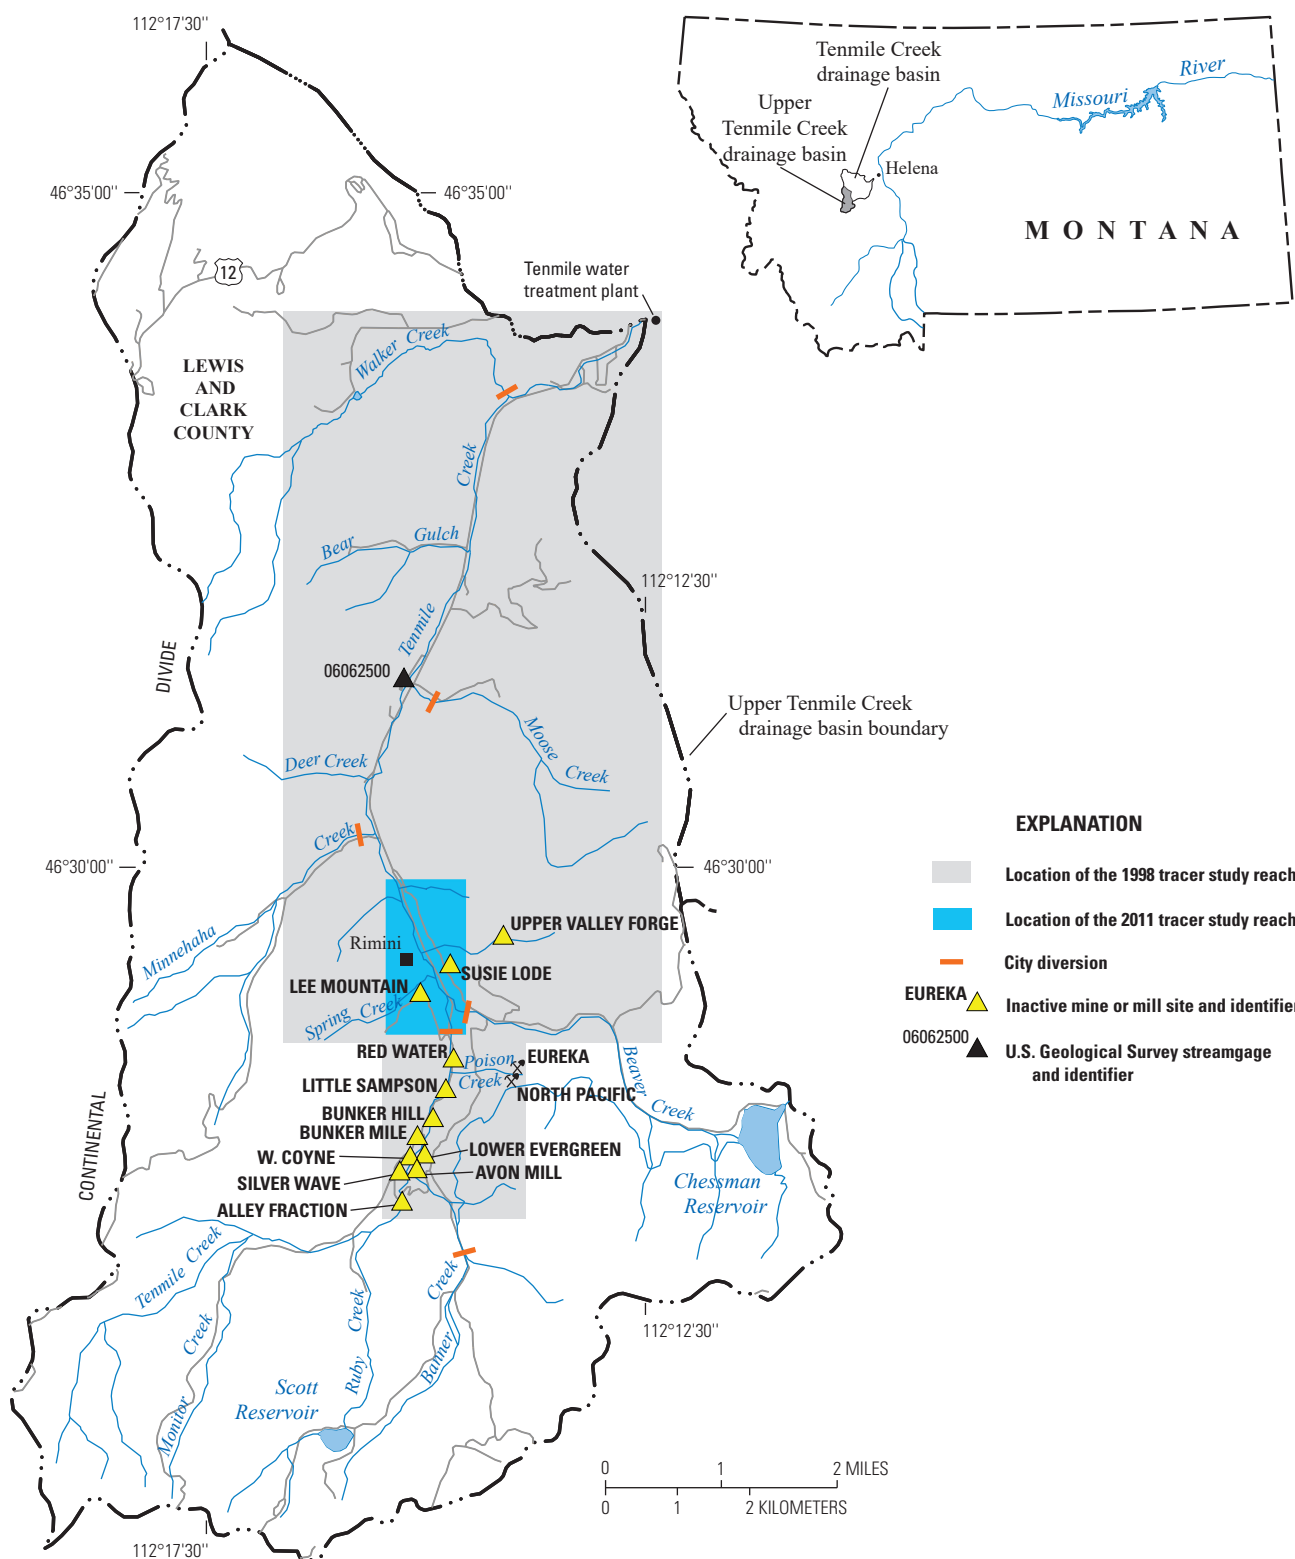 112°17'30"
Tenmile Creek
drainage basin
Upper
Tenmile Creek
drainage basin
Missouri
River
Helena
MONTANA
46°35'00"
46°35'00"
12
Tenmile water
treatment plant
LEWIS
AND
CLARK
COUNTY
Walker Creek
Creek
Bear
Gulch
112°12'30"
Tenmile
DIVIDE
06062500
Upper Tenmile Creek
drainage basin boundary
Moose
Creek
Deer Creek
Creek
46°30'00"
46°30'00"
Minnehaha
UPPER VALLEY FORGE
Rimini
SUSIE LODE
LEE MOUNTAIN
Spring Creek
RED WATER
Poison
Creek
EUREKA
NORTH PACIFIC
LITTLE SAMPSON
BUNKER HILL
BUNKER MILE
Beaver
Creek
W. COYNE
LOWER EVERGREEN
SILVER WAVE
AVON MILL
ALLEY FRACTION
Chessman
Reservoir
CONTINENTAL
Tenmile Creek
Monitor
Creek
Ruby
Creek
Banner
Creek
Scott
Reservoir
112°12'30"
112°17'30"
EXPLANATION
Location of the 1998 tracer study reach
Location of the 2011 tracer study reach
City diversion
EUREKA
Inactive mine or mill site and identifier
06062500
U.S. Geological Survey streamgage
and identifier
0 1 2 MILES
0 1 2 KILOMETERS